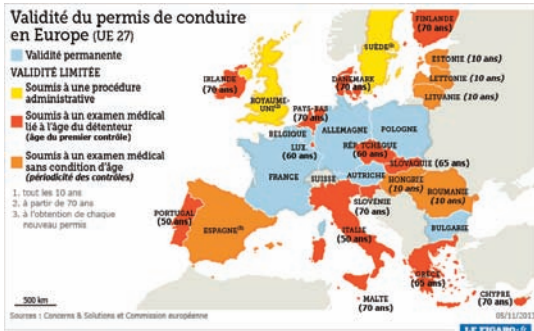 Validité du permis de conduire
en Europe (UE 27)
Validité permanente
VALIDITÉ LIMITÉE
Soumis à une procédure
administrative
Soumis à un examen médical
lié à l'âge du détenteur
(âge du premier contrôle)
Soumis à un examen médical
sans condition d'âge
(périodicité des contrôles)
1. tout les 10 ans
2. à partir de 70 ans
3. à l'obtention de chaque
nouveau permis
FINLANDE
(70 ans)
SUÈDE
ESTONIE (10 ans)
LETTONIE (10 ans)
LITUANIE (10 ans)
IRLANDE
(70 ans)
DANEMARK
(70 ans)
ROYAUME-
UNI
PAYS-BAS
(70 ans)
BELGIQUE
ALLEMAGNE
POLOGNE
LUX.
(60 ans)
RÉP. TCHÈQUE
(60 ans)
SLOVAQUIE (65 ans)
FRANCE
SUISSE
AUTRICHE
HONGRIE
(10 ans)
ROUMANIE
(10 ans)
SLOVÉNIE
(70 ans)
PORTUGAL
(50 ans)
ESPAGNE
ITALIE
(50 ans)
BULGARIE
GRÈCE
(65 ans)
MALTE
(70 ans)
CHYPRE
(70 ans)
500 km
Sources : Conceres & Solutions et Commission européenne
LE FIGARO